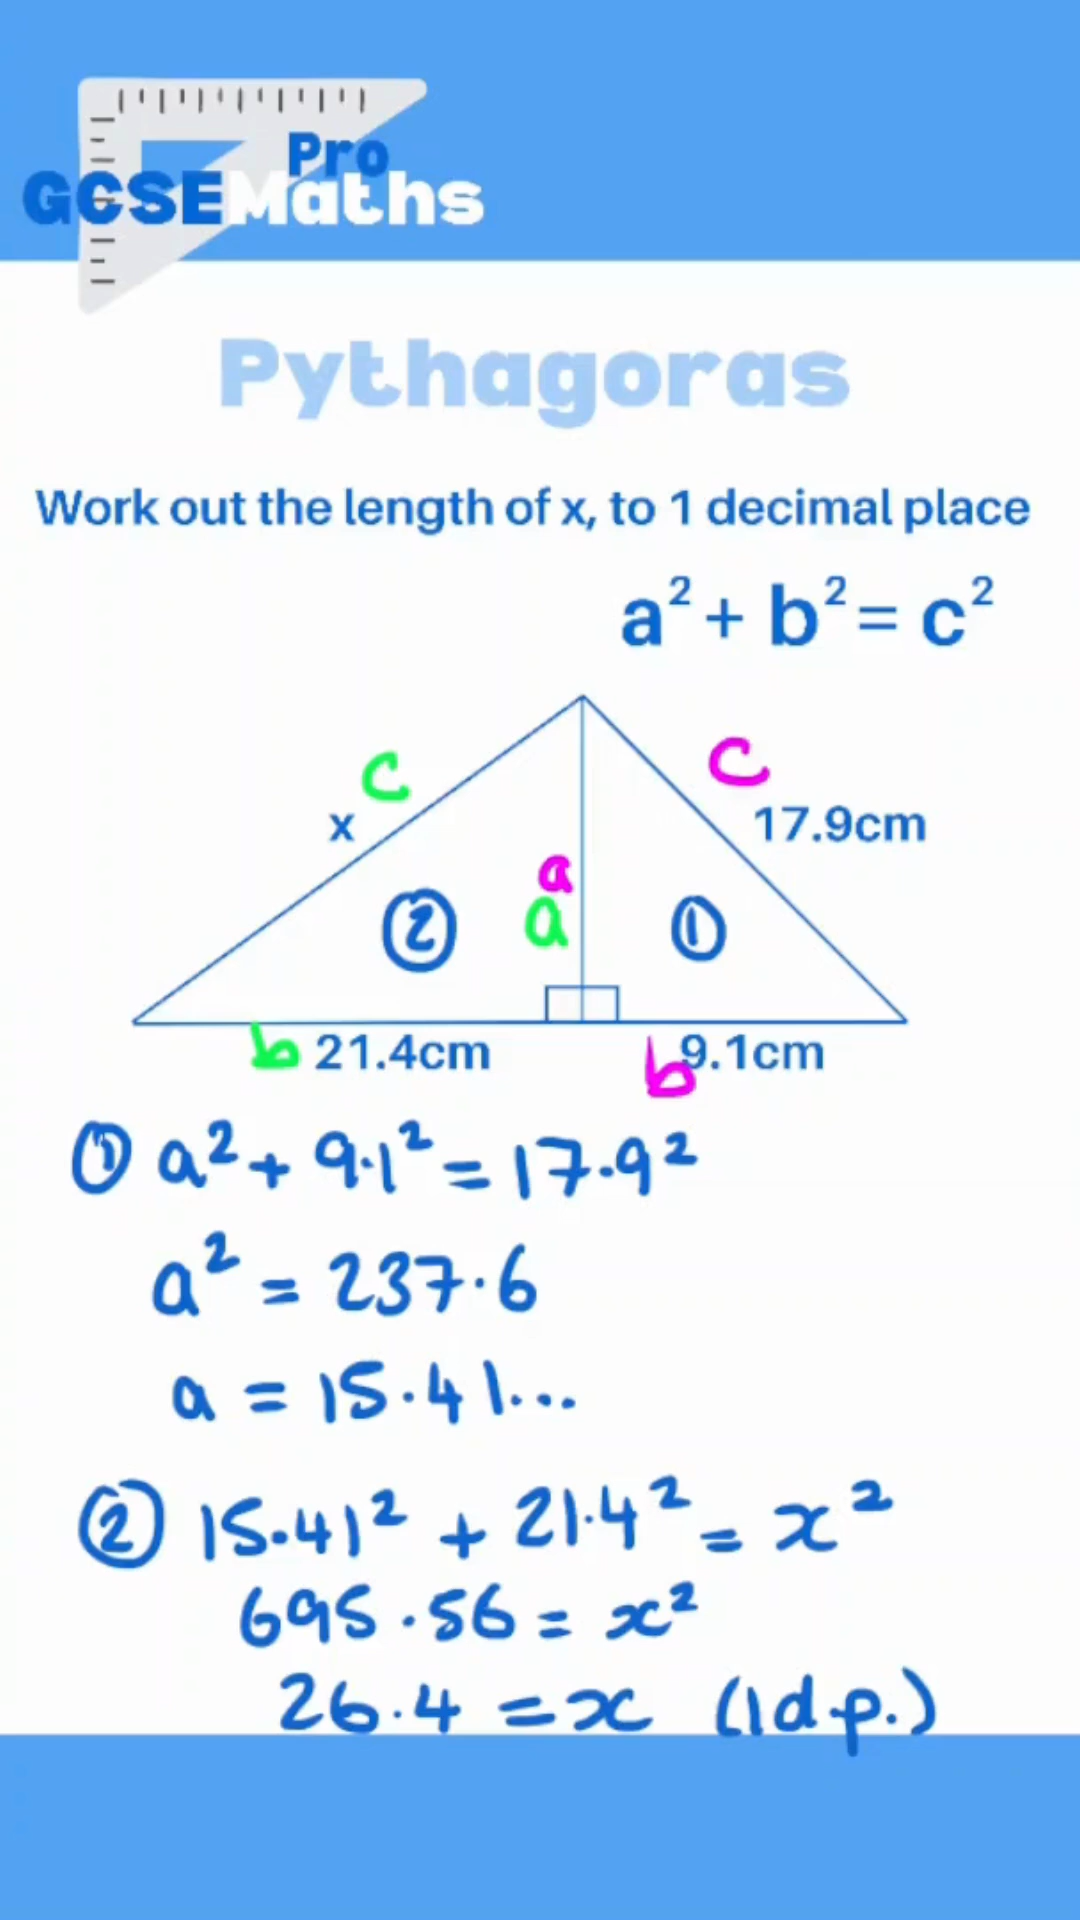 Pro
GCSEMaths
Pythagoras
Work out the length of x, to 1 decimal place
a² + b² = c²
c
c
x
17.9cm
a
a
②
①
b 21.4cm
b 9.1cm
① a² + 9.1² = 17.9²
a² = 237.6
a = 15.41...
② 15.41² + 21.4² = x²
695.56 = x²
26.4 = x (1d.p.)